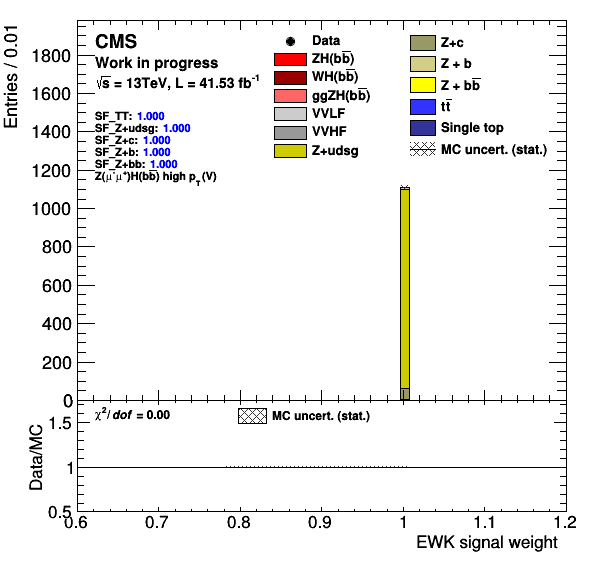 CMS
Work in progress
√s = 13TeV, L = 41.53 fb⁻¹
SF_TT: 1.000
SF_Z+udsg: 1.000
SF_Z+c: 1.000
SF_Z+b: 1.000
SF_Z+bb: 1.000
Z(μ⁻μ⁺)H(bb̅) high p_T(V)
Data
ZH(bb̅)
WH(bb̅)
ggZH(bb̅)
VVLF
VVHF
Z+udsg
Z+c
Z + b
Z + bb̅
tt̅
Single top
MC uncert. (stat.)
Entries / 0.01
1800
1600
1400
1200
1000
800
600
400
200
0
χ²/dof = 0.00
MC uncert. (stat.)
Data/MC
1.5
1
0.5
0.6
0.7
0.8
0.9
1
1.1
1.2
EWK signal weight